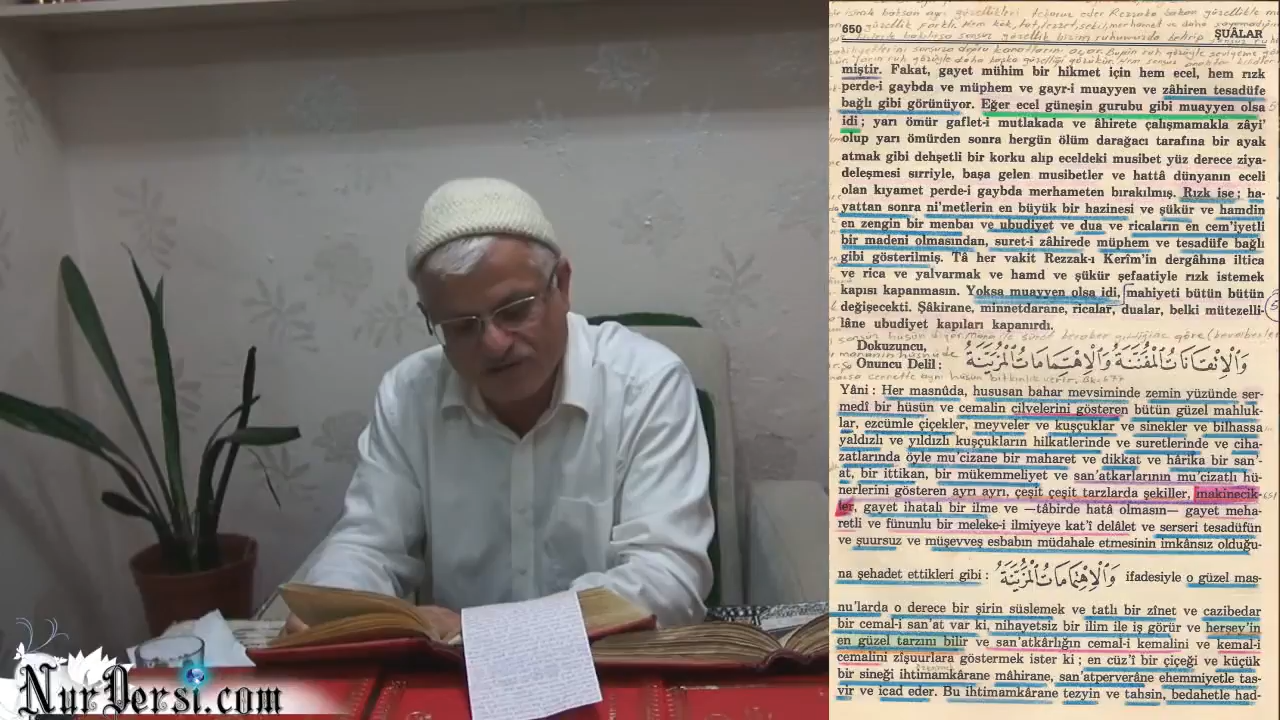 650
ŞUÂLAR
miştir. Fakat, gayet mühim bir hikmet için hem ecel, hem rızk
perde-i gaybda ve müphem ve gayr-i muayyen ve zâhiren tesadüfe
bağlı gibi görünüyor. Eğer ecel güneşin gurubu gibi muayyen olsa
idi; yarı ömür gaflet-i mutlakada ve âhirete çalışmamakla zâyi'
olup yarı ömürden sonra hergün ölüm darağacı tarafına bir ayak
atmak gibi dehşetli bir korku alıp eceldeki musibet yüz derece ziya-
deleşmesi sırriyle, başa gelen musibetler ve hattâ dünyanın eceli
olan kıyamet perde-i gaybda merhameten bırakılmış. Rızk ise; ha-
yattan sonra ni'metlerin en büyük bir hazinesi ve şükür ve hamdin
en zengin bir menbaı ve ubudiyet ve dua ve ricaların en cem'iyetli
bir madeni olmasından, suret-i zâhirede müphem ve tesadüfe bağlı
gibi gösterilmiş. Tâ her vakit Rezzak-ı Kerîm'in dergâhına iltica
ve rica ve yalvarmak ve hamd ve şükür şefaatiyle rızk istemek
kapısı kapanmasın. Yoksa muayyen olsa idi, mahiyeti bütün bütün
değişecekti. Şâkirane, minnetdarane, ricalar, dualar, belki mütezelli-
lâne ubudiyet kapıları kapanırdı.
Dokuzuncu,
Onuncu Delil: وَالْاِتْقَانَاتُ الْمُفَنَّنَةُ وَالْاِهْتِمَامَاتُ الْمُزَيَّنَةُ
Yâni: Her masnûda, hususan bahar mevsiminde zemin yüzünde ser-
medî bir hüsün ve cemalin cilvelerini gösteren bütün güzel mahluk-
lar, ezcümle çiçekler, meyveler ve kuşçuklar ve sinekler ve bilhassa
yaldızlı ve yıldızlı kuşçukların hilkatlerinde ve suretlerinde ve ciha-
zatlarında öyle mu'cizane bir maharet ve dikkat ve hârika bir san'-
at, bir ittikan, bir mükemmeliyet ve san'atkarlarının mu'cizatlı hü-
nerlerini gösteren ayrı ayrı, çeşit çeşit tarzlarda şekiller, makinecik-
ler, gayet ihatalı bir ilme ve —tâbirde hatâ olmasın— gayet meha-
retli ve fünunlu bir meleke-i ilmiyeye kat'î delâlet ve serseri tesadüfün
ve şuursuz ve müşevveş esbabın müdahale etmesinin imkânsız olduğu-
na şehadet ettikleri gibi: وَالْاِهْتِمَامَاتُ الْمُزَيَّنَةُ ifadesiyle o güzel mas-
nu'larda o derece bir şirin süslemek ve tatlı bir zînet ve cazibedar
bir cemal-i san'at var ki, nihayetsiz bir ilim ile iş görür ve herşey'in
en güzel tarzını bilir ve san'atkârlığın cemal-i kemalini ve kemal-i
cemalini zîşuurlara göstermek ister ki; en cüz'î bir çiçeği ve küçük
bir sineği ihtimamkârane mâhirane, san'atperverâne ehemmiyetle tas-
vir ve icad eder. Bu ihtimamkârane tezyin ve tahsin, bedahetle had-
NurDersi.com